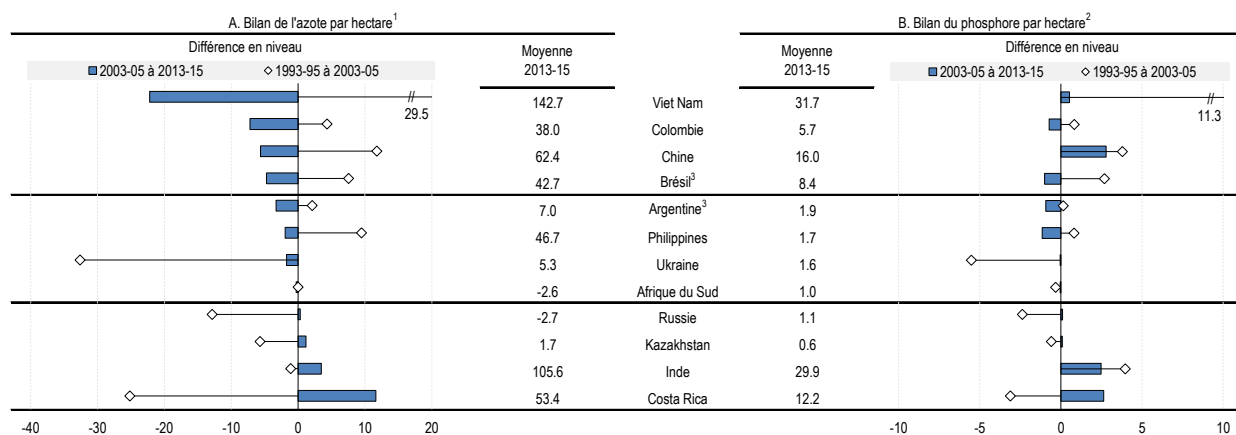 A. Bilan de l'azote par hectare1
B. Bilan du phosphore par hectare2
Différence en niveau
Moyenne 2013-15
Moyenne 2013-15
Différence en niveau
2003-05 à 2013-15 1993-95 à 2003-05
2003-05 à 2013-15 1993-95 à 2003-05
29.5 142.7 Viet Nam 31.7 11.3
38.0 Colombie 5.7
62.4 Chine 16.0
42.7 Brésil3 8.4
7.0 Argentine3 1.9
46.7 Philippines 1.7
5.3 Ukraine 1.6
-2.6 Afrique du Sud 1.0
-2.7 Russie 1.1
1.7 Kazakhstan 0.6
105.6 Inde 29.9
53.4 Costa Rica 12.2
-40 -30 -20 -10 0 10 20
-10 -5 0 5 10